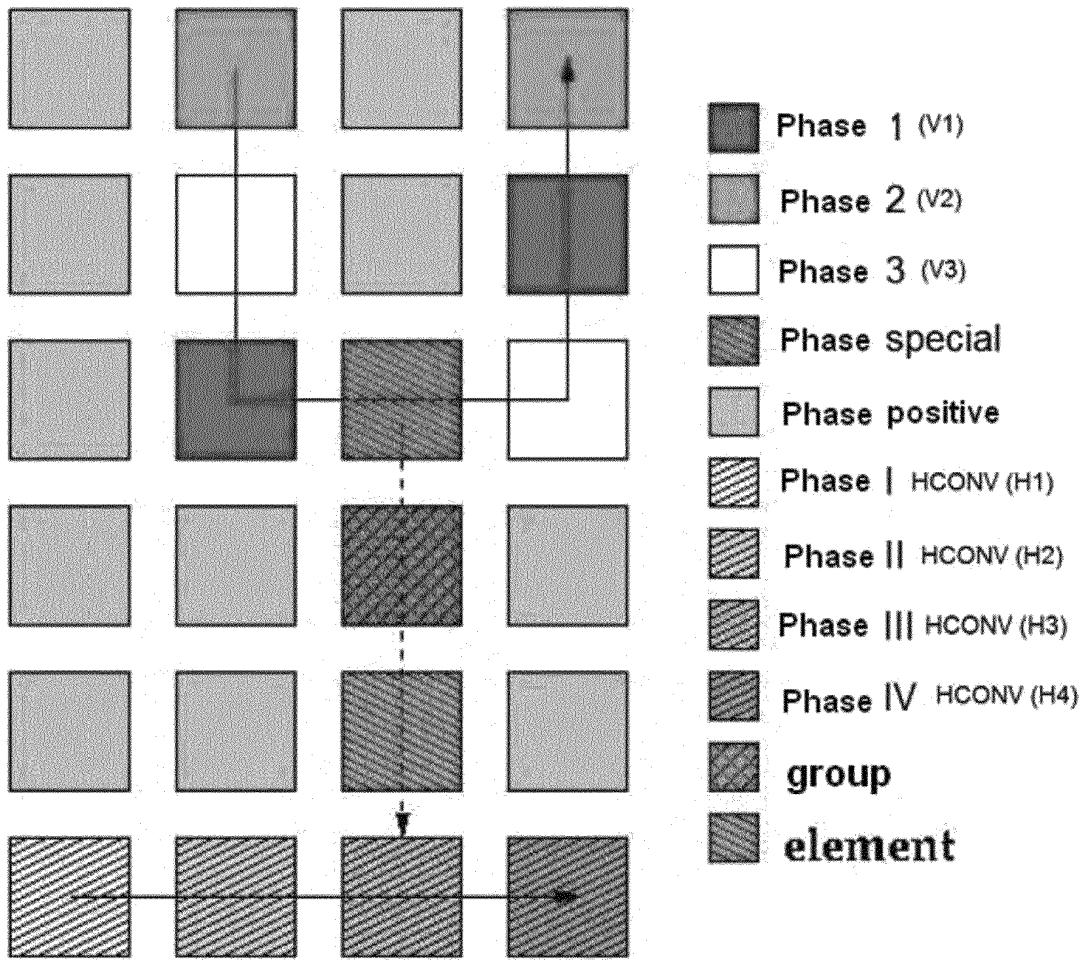 Phase 1 (V1)
Phase 2 (V2)
Phase 3 (V3)
Phase special
Phase positive
Phase I HCONV (H1)
Phase II HCONV (H2)
Phase III HCONV (H3)
Phase IV HCONV (H4)
group
element